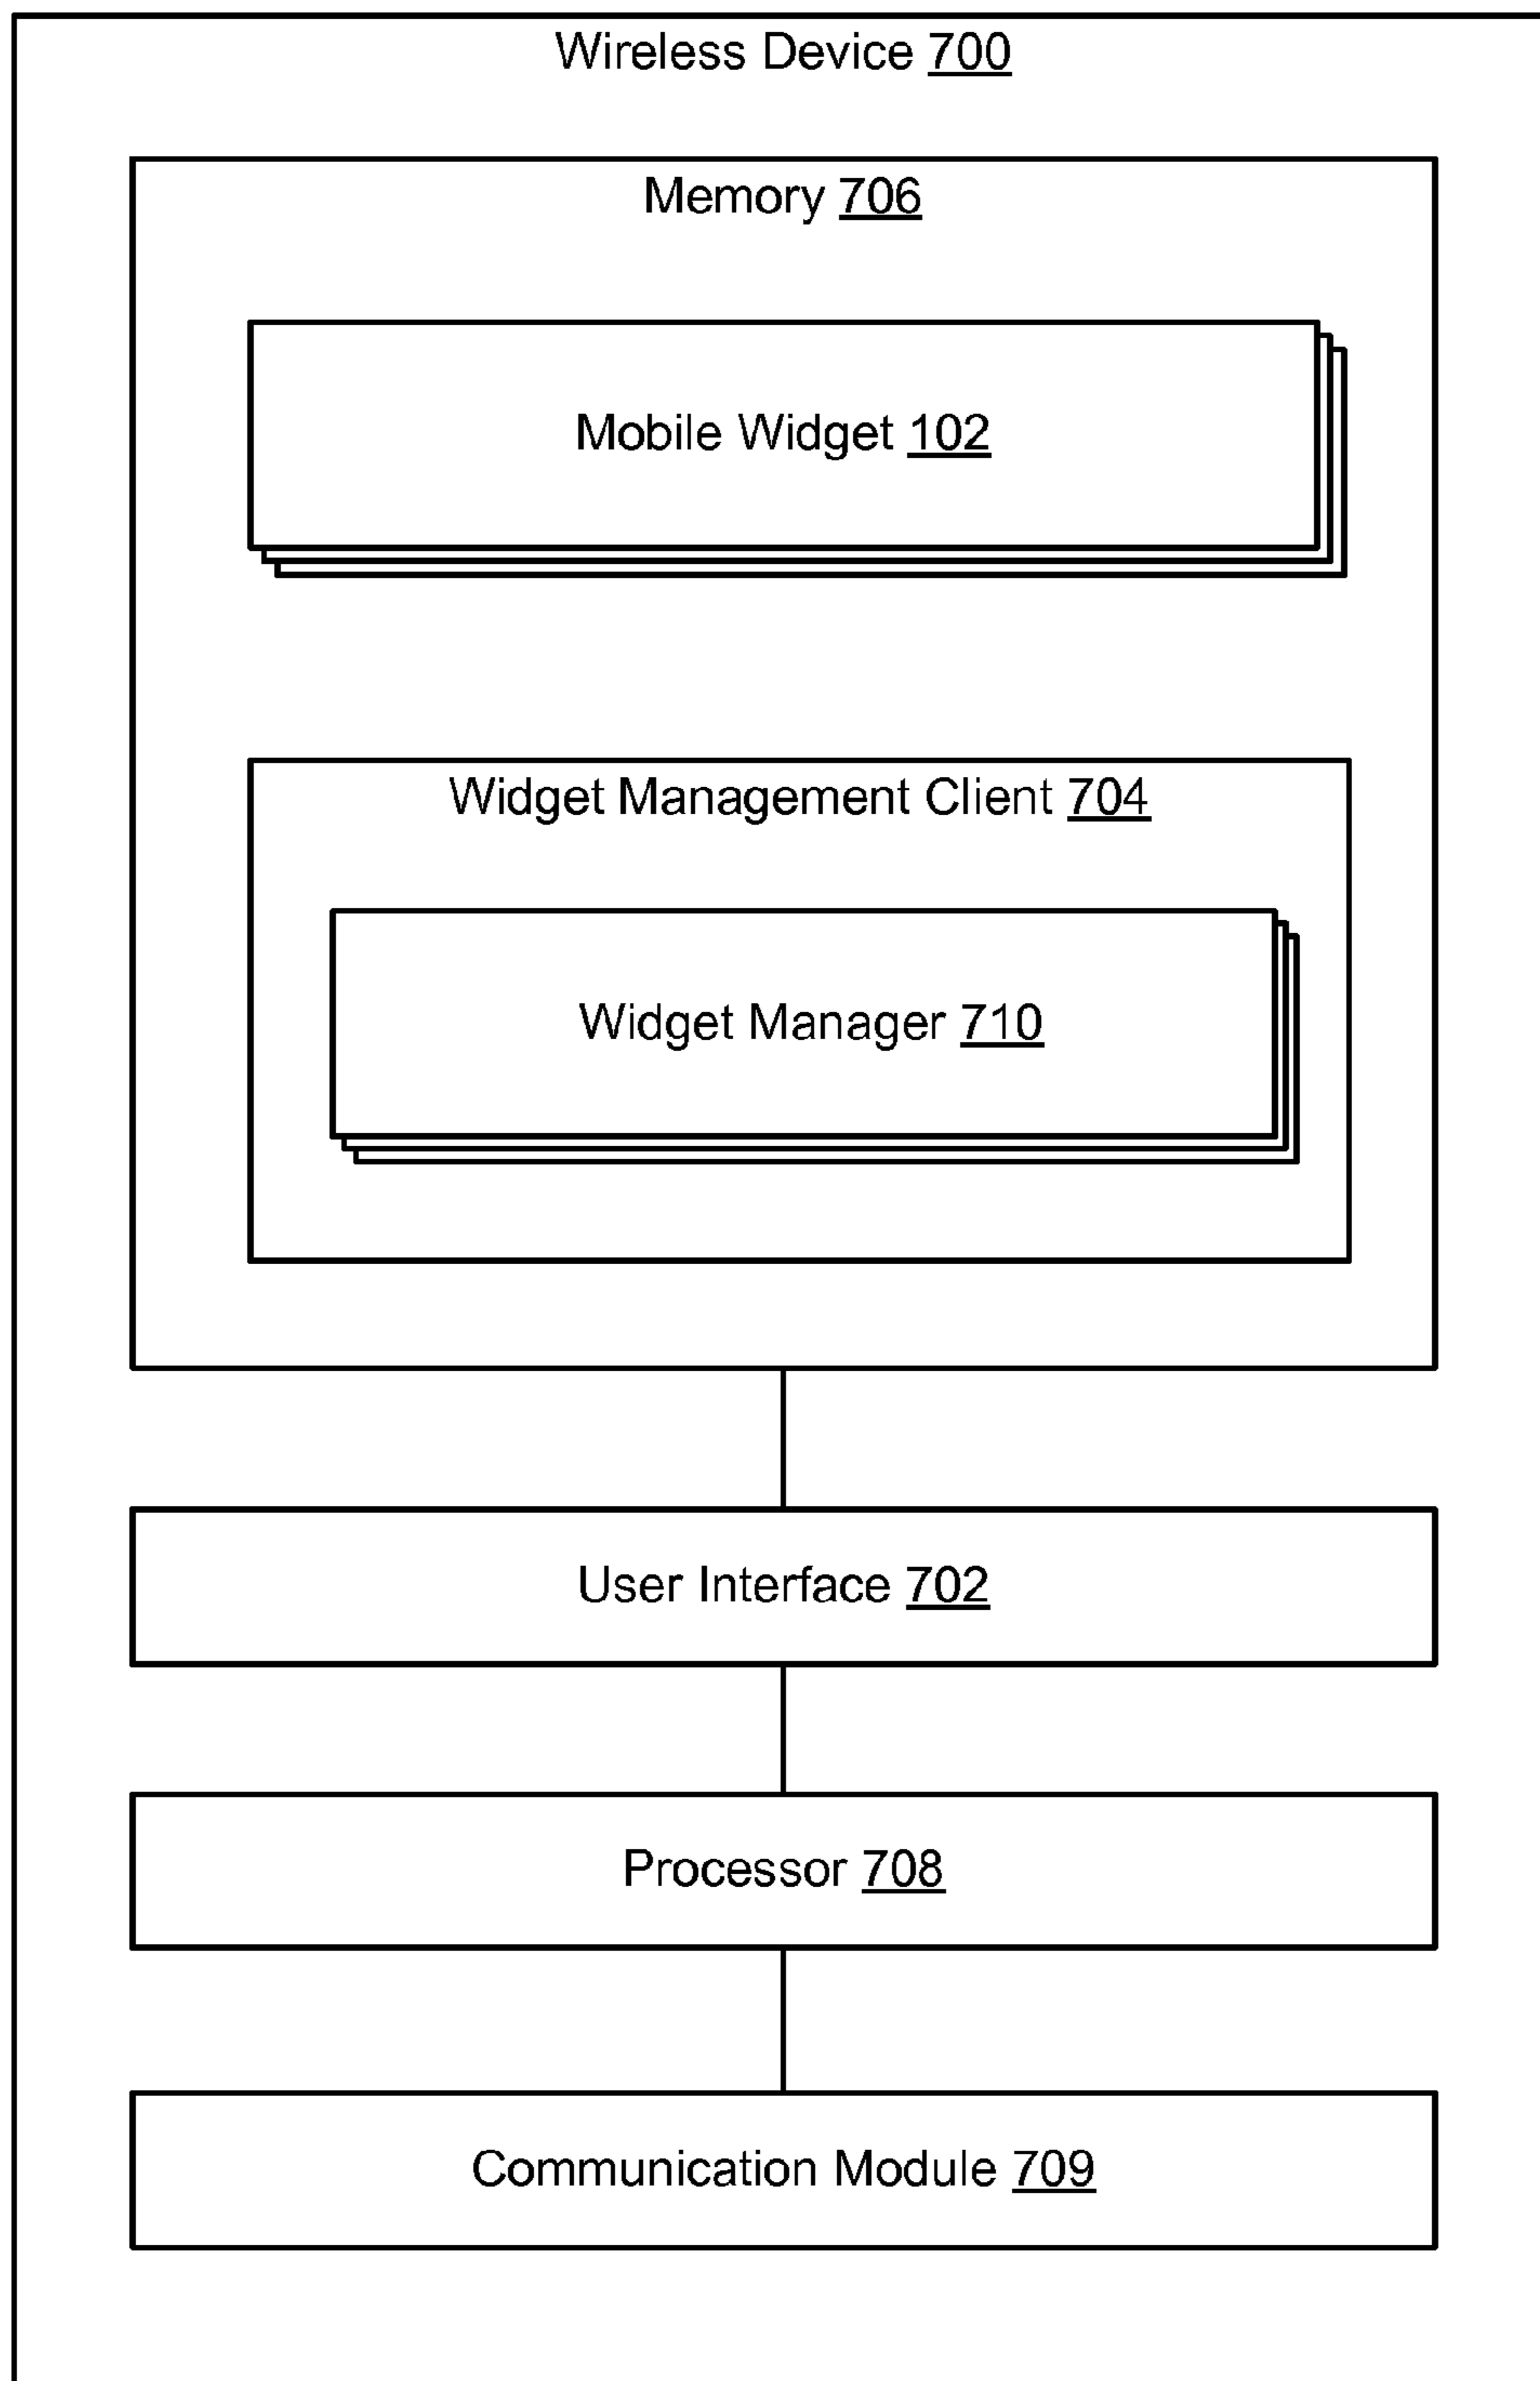 Wireless Device 700
Memory 706
Mobile Widget 102
Widget Management Client 704
Widget Manager 710
User Interface 702
Processor 708
Communication Module 709